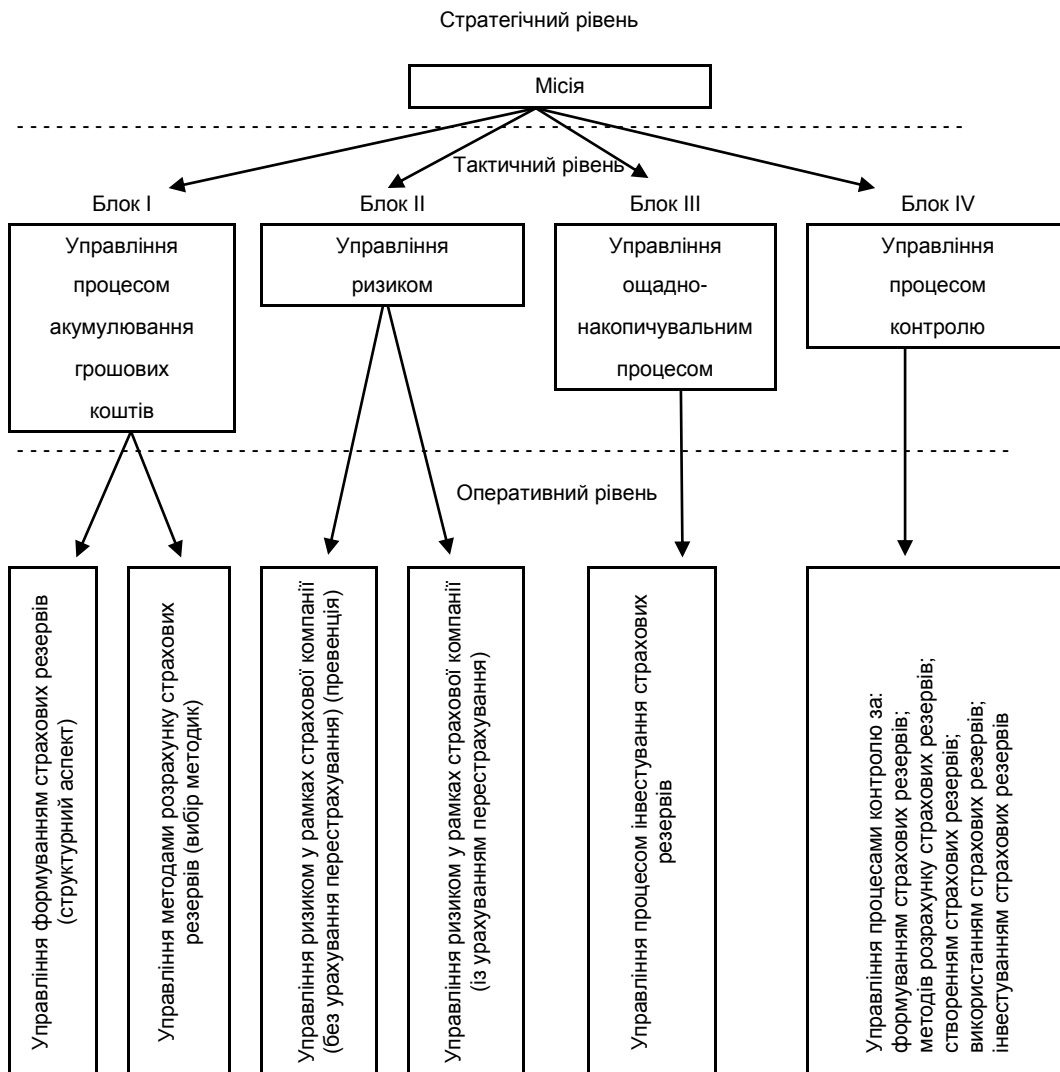 Стратегічний рівень
Місія
Тактичний рівень
Блок I
Управління
процесом
акумулювання
грошових
коштів
Блок II
Управління
ризиком
Блок III
Управління
ощадно-
накопичувальним
процесом
Блок IV
Управління
процесом
контролю
Оперативний рівень
Управління формуванням страхових резервів
(структурний аспект)
Управління методами розрахунку страхових
резервів (вибір методик)
Управління ризиком у рамках страхової компанії
(без урахування перестрахування) (превенція)
Управління ризиком у рамках страхової компанії
(із урахуванням перестрахування)
Управління процесом інвестування страхових
резервів
Управління процесами контролю за:
формуванням страхових резервів;
методів розрахунку страхових резервів;
створенням страхових резервів;
використанням страхових резервів;
інвестуванням страхових резервів